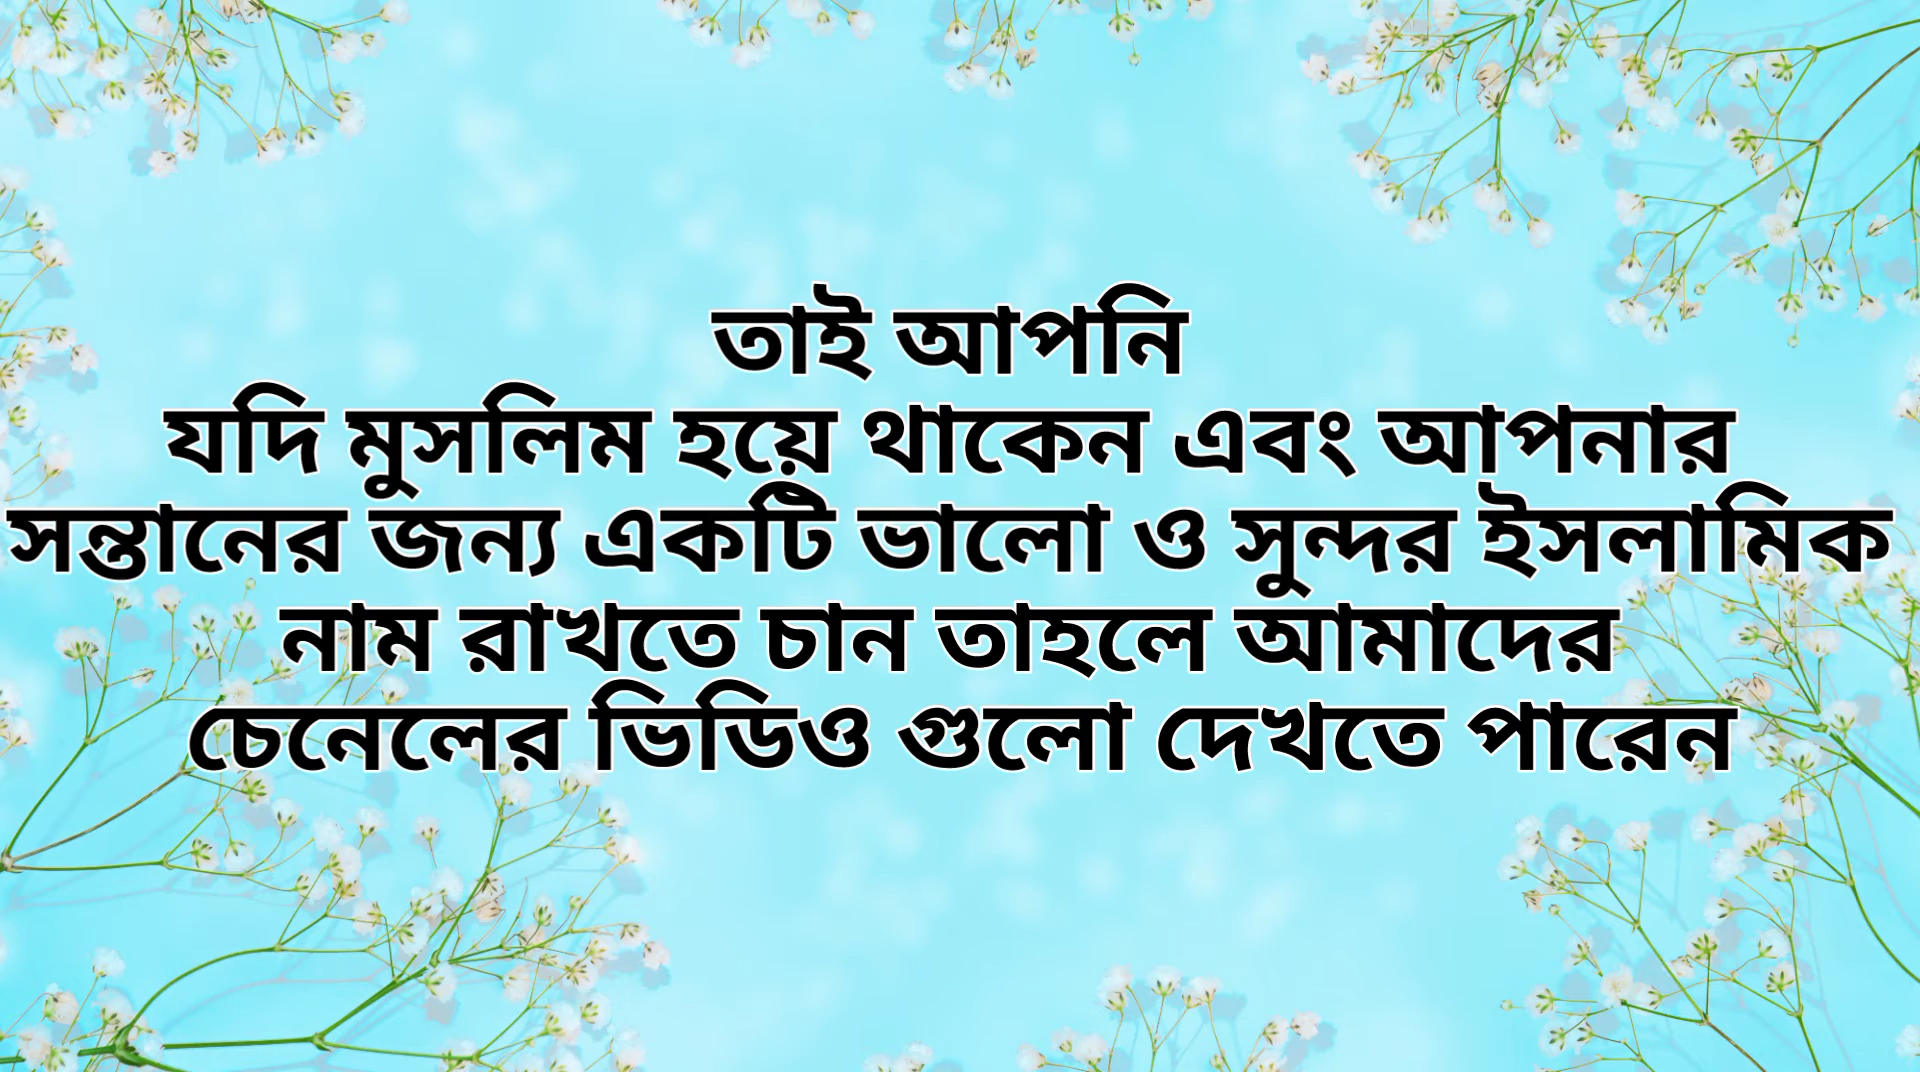 তাই আপনি
যদি মুসলিম হয়ে থাকেন এবং আপনার
সন্তানের জন্য একটি ভালো ও সুন্দর ইসলামিক
নাম রাখতে চান তাহলে আমাদের
চেনেলের ভিডিও গুলো দেখতে পারেন